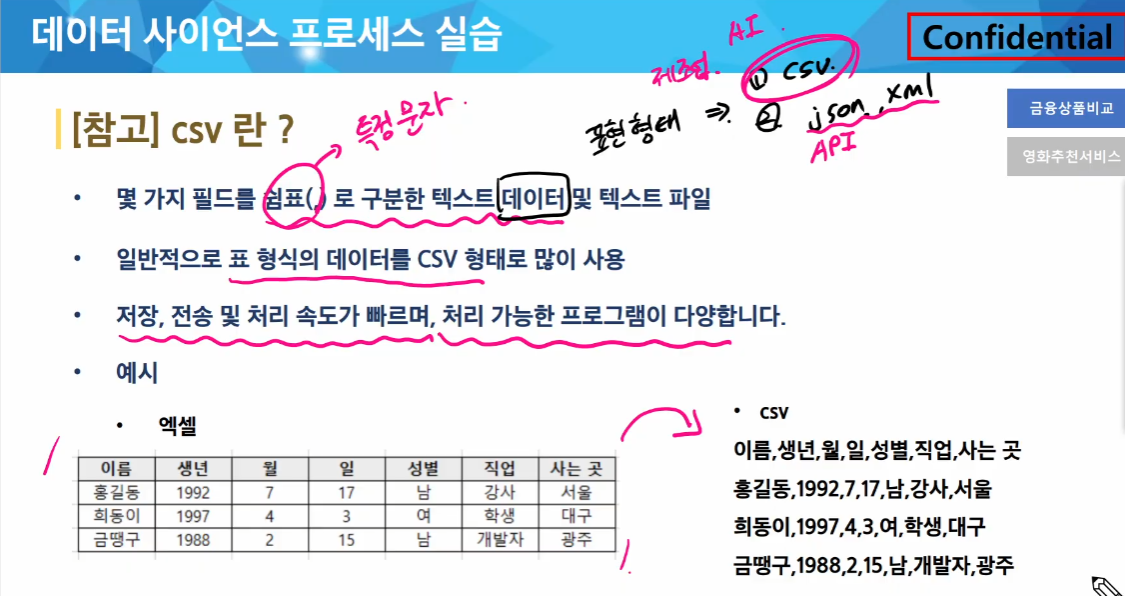 데이터 사이언스 프로세스 실습
Confidential
제조업. AI.
① csv.
표현형태 ⇒ ② json, xml
API
금융상품비교
영화추천서비스
[참고] csv 란 ?
특정문자.
• 몇 가지 필드를 쉼표(,) 로 구분한 텍스트 데이터 및 텍스트 파일
• 일반적으로 표 형식의 데이터를 CSV 형태로 많이 사용
• 저장, 전송 및 처리 속도가 빠르며, 처리 가능한 프로그램이 다양합니다.
• 예시
• 엑셀
이름 생년 월 일 성별 직업 사는 곳
홍길동 1992 7 17 남 강사 서울
희동이 1997 4 3 여 학생 대구
금땡구 1988 2 15 남 개발자 광주
• csv
이름,생년,월,일,성별,직업,사는 곳
홍길동,1992,7,17,남,강사,서울
희동이,1997,4,3,여,학생,대구
금땡구,1988,2,15,남,개발자,광주